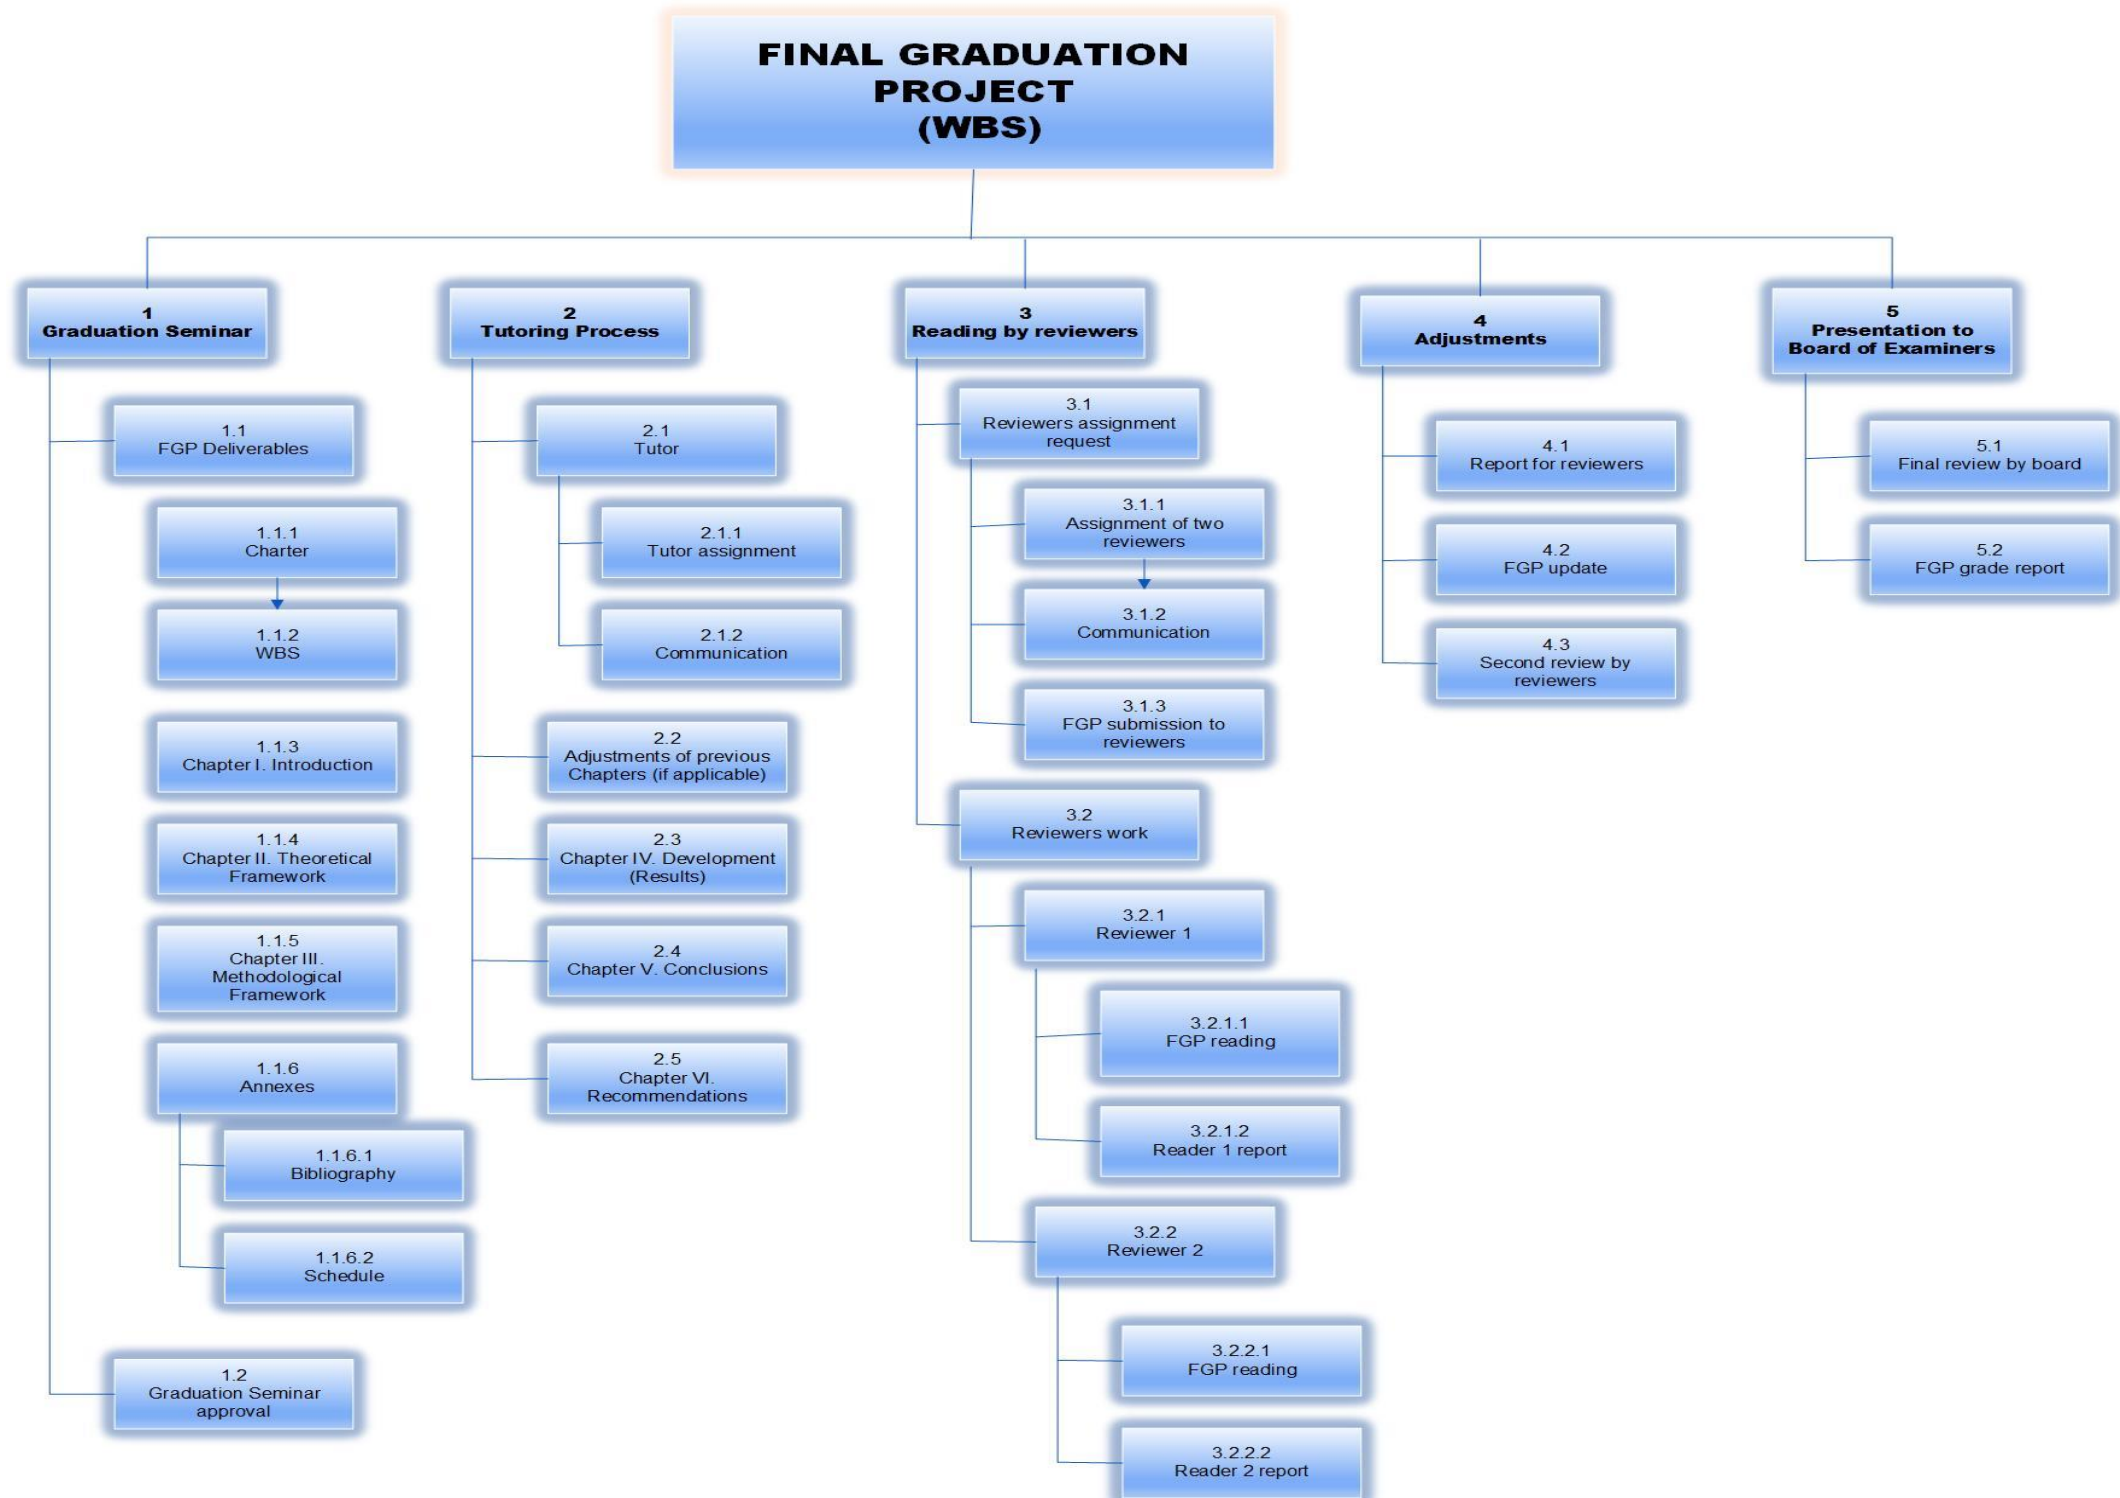 FINAL GRADUATION
PROJECT
(WBS)
1
Graduation Seminar
1.1
FGP Deliverables
1.1.1
Charter
1.1.2
WBS
1.1.3
Chapter I. Introduction
1.1.4
Chapter II. Theoretical
Framework
1.1.5
Chapter III.
Methodological
Framework
1.1.6
Annexes
1.1.6.1
Bibliography
1.1.6.2
Schedule
1.2
Graduation Seminar
approval
2
Tutoring Process
2.1
Tutor
2.1.1
Tutor assignment
2.1.2
Communication
2.2
Adjustments of previous
Chapters (if applicable)
2.3
Chapter IV. Development
(Results)
2.4
Chapter V. Conclusions
2.5
Chapter VI.
Recommendations
3
Reading by reviewers
3.1
Reviewers assignment
request
3.1.1
Assignment of two
reviewers
3.1.2
Communication
3.1.3
FGP submission to
reviewers
3.2
Reviewers work
3.2.1
Reviewer 1
3.2.1.1
FGP reading
3.2.1.2
Reader 1 report
3.2.2
Reviewer 2
3.2.2.1
FGP reading
3.2.2.2
Reader 2 report
4
Adjustments
4.1
Report for reviewers
4.2
FGP update
4.3
Second review by
reviewers
5
Presentation to
Board of Examiners
5.1
Final review by board
5.2
FGP grade report